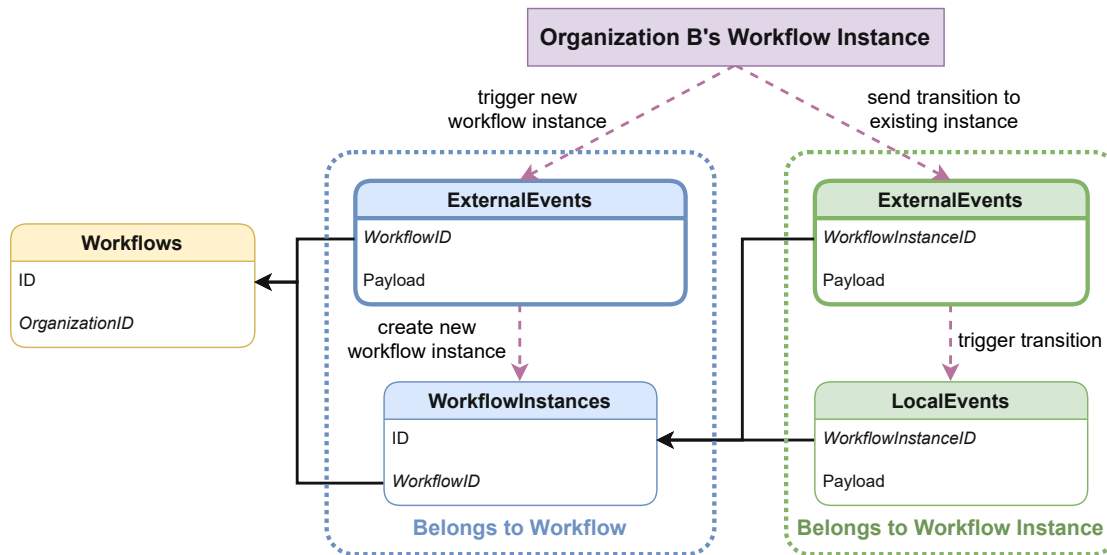 Organization B's Workflow Instance
trigger new
workflow instance
send transition to
existing instance
ExternalEvents
WorkflowID
Payload
ExternalEvents
WorkflowInstanceID
Payload
Workflows
ID
OrganizationID
create new
workflow instance
trigger transition
WorkflowInstances
ID
WorkflowID
LocalEvents
WorkflowInstanceID
Payload
Belongs to Workflow
Belongs to Workflow Instance